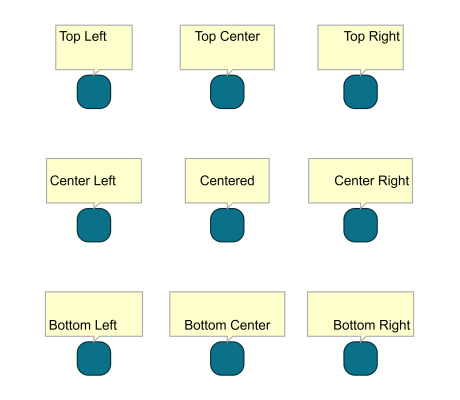 Top Left
Top Center
Top Right
Center Left
Centered
Center Right
Bottom Left
Bottom Center
Bottom Right